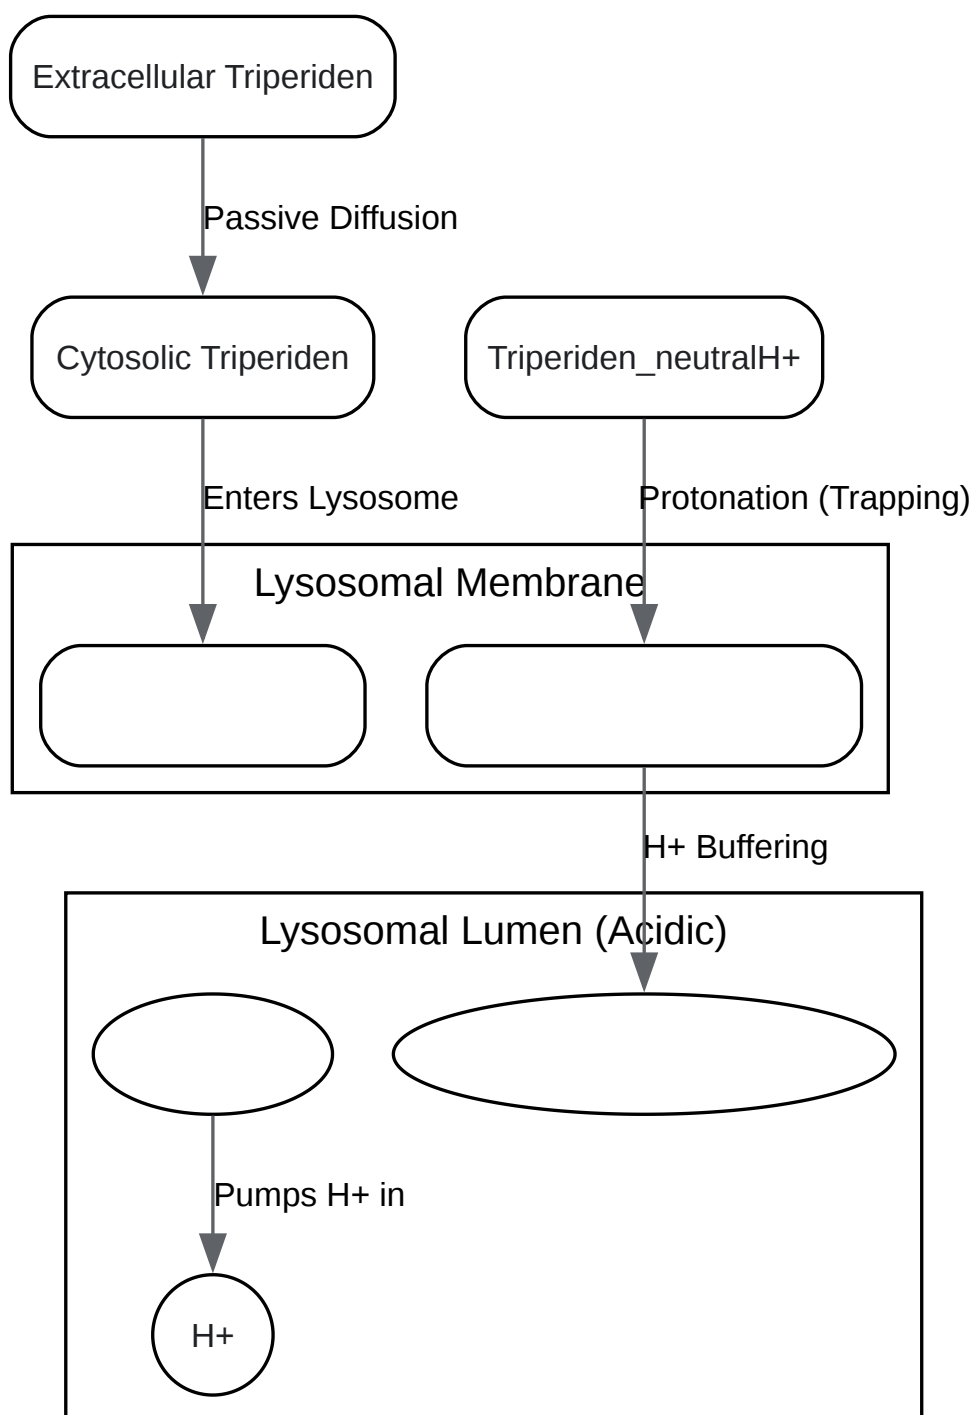 Extracellular Triperiden
Passive Diffusion
Cytosolic Triperiden
Triperiden_neutralH+
Enters Lysosome
Protonation (Trapping)
Lysosomal Membrane
H+ Buffering
Lysosomal Lumen (Acidic)
Pumps H+ in
H+